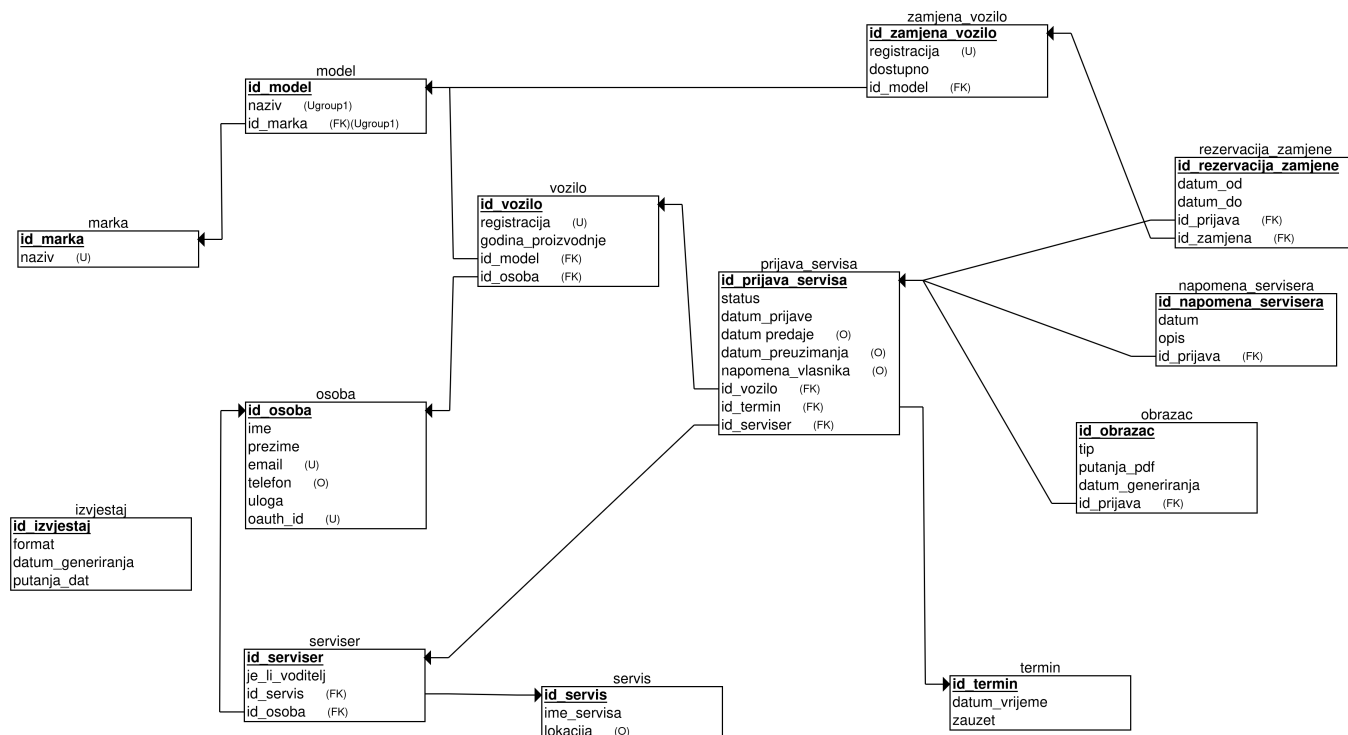 zamjena_vozilo
id_zamjena_vozilo
registracija (U)
dostupno
id_model (FK)
model
id_model
naziv (Ugroup1)
id_marka (FK)(Ugroup1)
rezervacija_zamjene
id_rezervacija_zamjene
datum_od
datum_do
id_prijava (FK)
id_zamjena (FK)
vozilo
id_vozilo
registracija (U)
godina_proizvodnje
id_model (FK)
id_osoba (FK)
marka
id_marka
naziv (U)
prijava_servisa
id_prijava_servisa
status
datum_prijave
datum predaje (O)
datum_preuzimanja (O)
napomena_vlasnika (O)
id_vozilo (FK)
id_termin (FK)
id_serviser (FK)
napomena_servisera
id_napomena_servisera
datum
opis
id_prijava (FK)
osoba
id_osoba
ime
prezime
email (U)
telefon (O)
uloga
oauth_id (U)
obrazac
id_obrazac
tip
putanja_pdf
datum_generiranja
id_prijava (FK)
izvjestaj
id_izvjestaj
format
datum_generiranja
putanja_dat
serviser
id_serviser
je_li_voditelj
id_servis (FK)
id_osoba (FK)
servis
id_servis
ime_servisa
lokacija (O)
termin
id_termin
datum_vrijeme
zauzet